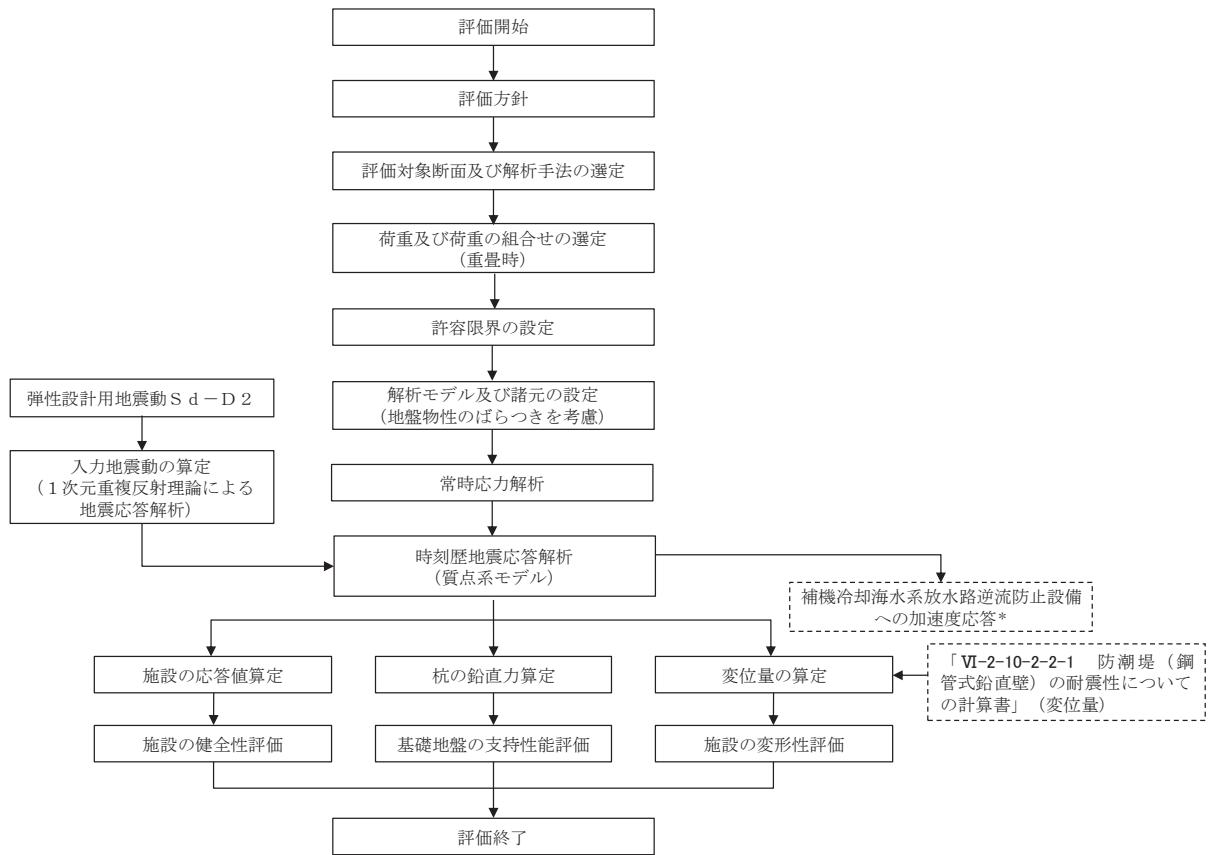 評価開始
評価方針
評価対象断面及び解析手法の選定
荷重及び荷重の組合せの選定
（重畳時）
許容限界の設定
解析モデル及び諸元の設定
（地盤物性のばらつきを考慮）
弾性設計用地震動Ｓｄ－Ｄ２
入力地震動の算定
（１次元重複反射理論による
地震応答解析）
常時応力解析
時刻歴地震応答解析
（質点系モデル）
補機冷却海水系放水路逆流防止設備
への加速度応答*
施設の応答値算定
杭の鉛直力算定
変位量の算定
「Ⅵ-2-10-2-2-1　防潮堤（鋼
管式鉛直壁）の耐震性について
の計算書」（変位量）
施設の健全性評価
基礎地盤の支持性能評価
施設の変形性評価
評価終了